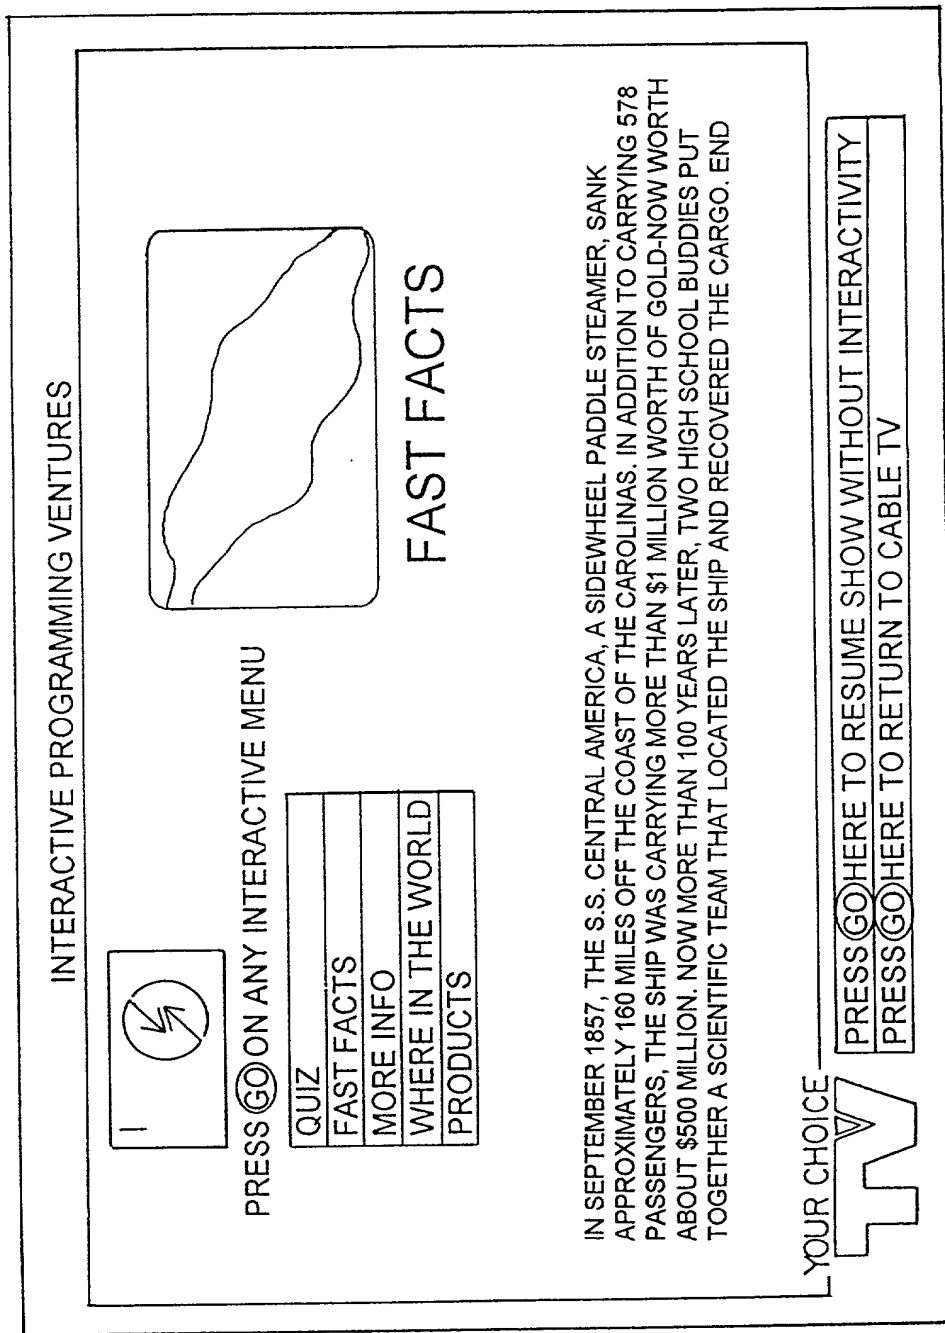 INTERACTIVE PROGRAMMING VENTURES
PRESS GO ON ANY INTERACTIVE MENU
QUIZ
FAST FACTS
MORE INFO
WHERE IN THE WORLD
PRODUCTS
FAST FACTS
IN SEPTEMBER 1857, THE S.S. CENTRAL AMERICA, A SIDEWHEEL PADDLE STEAMER, SANK
APPROXIMATELY 160 MILES OFF THE COAST OF THE CAROLINAS. IN ADDITION TO CARRYING 578
PASSENGERS, THE SHIP WAS CARRYING MORE THAN $1 MILLION WORTH OF GOLD-NOW WORTH
ABOUT $500 MILLION. NOW MORE THAN 100 YEARS LATER, TWO HIGH SCHOOL BUDDIES PUT
TOGETHER A SCIENTIFIC TEAM THAT LOCATED THE SHIP AND RECOVERED THE CARGO. END
YOUR CHOICE
TV
PRESS GO HERE TO RESUME SHOW WITHOUT INTERACTIVITY
PRESS GO HERE TO RETURN TO CABLE TV